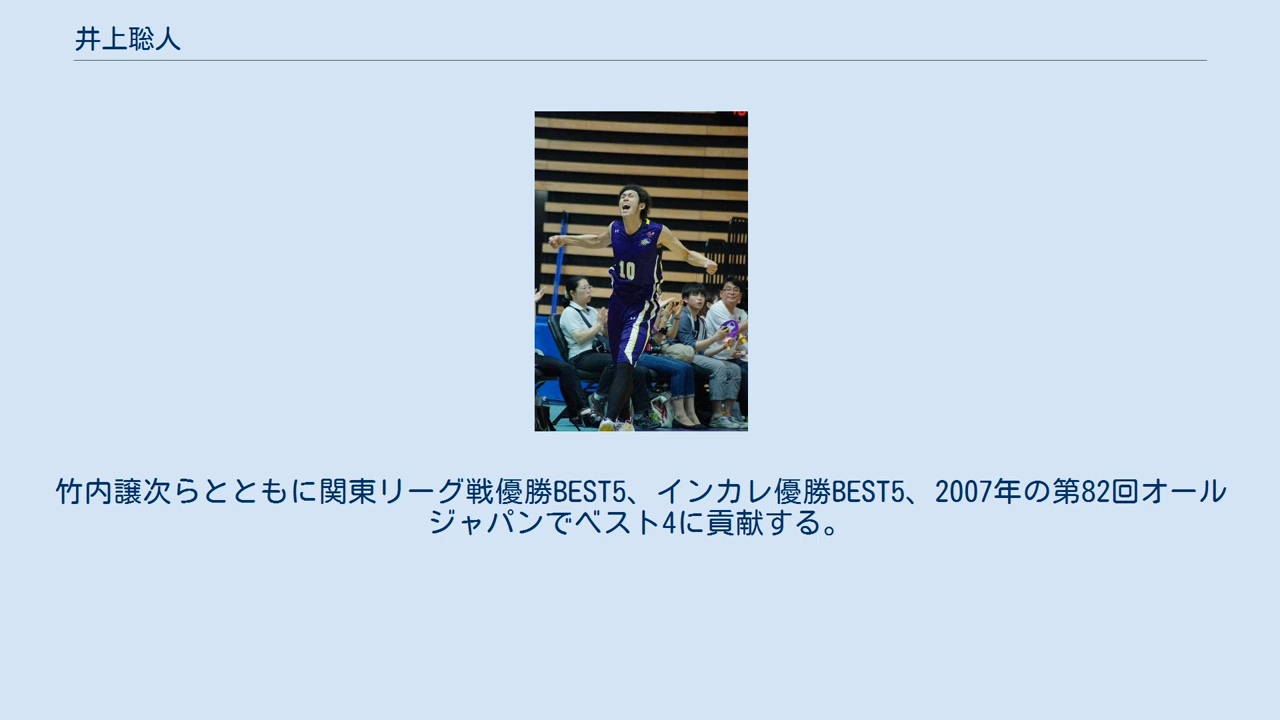 井上聡人
10
竹内譲次らとともに関東リーグ戦優勝BEST5、インカレ優勝BEST5、2007年の第82回オール
ジャパンでベスト4に貢献する。